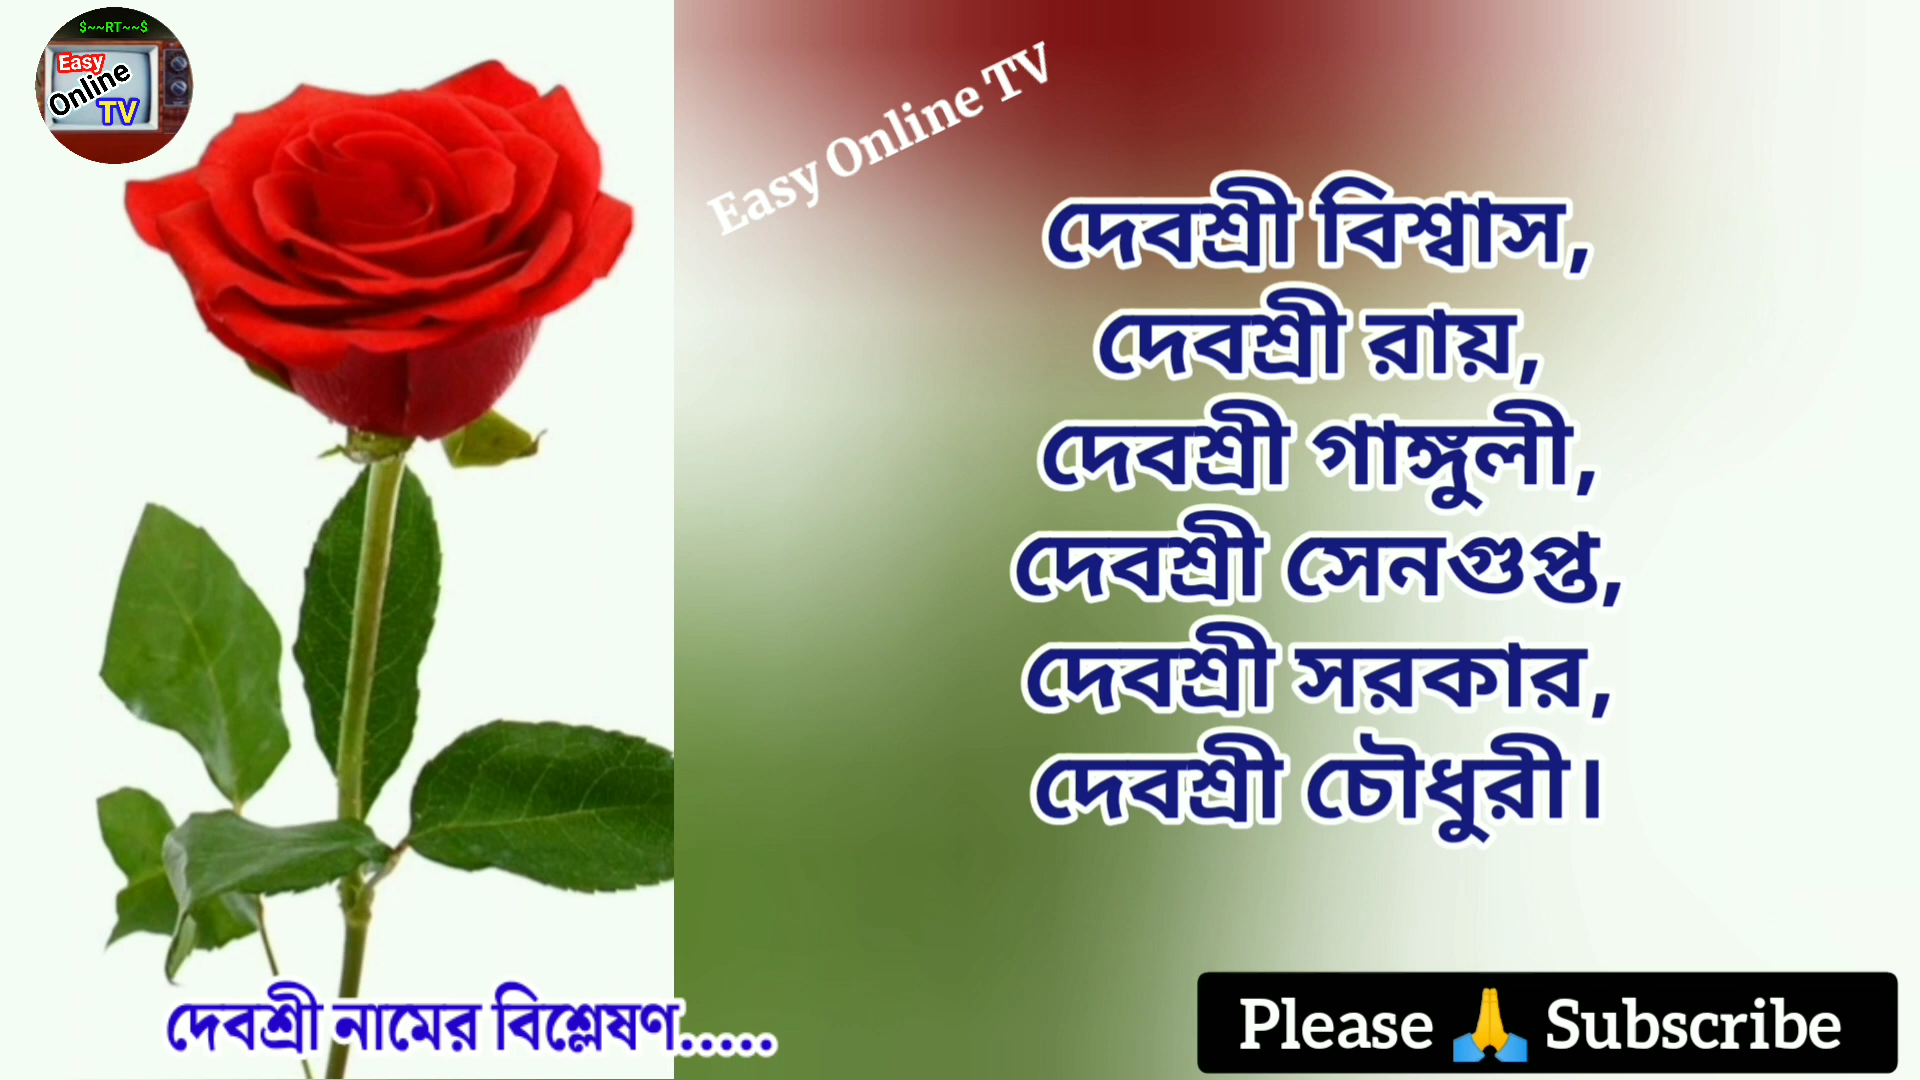 $~~RT~~$
Easy
Online
TV
Easy Online TV
দেবশ্রী বিশ্বাস,
দেবশ্রী রায়,
দেবশ্রী গাঙ্গুলী,
দেবশ্রী সেনগুপ্ত,
দেবশ্রী সরকার,
দেবশ্রী চৌধুরী।
দেবশ্রী নামের বিশ্লেষণ.....
Please 🙏 Subscribe